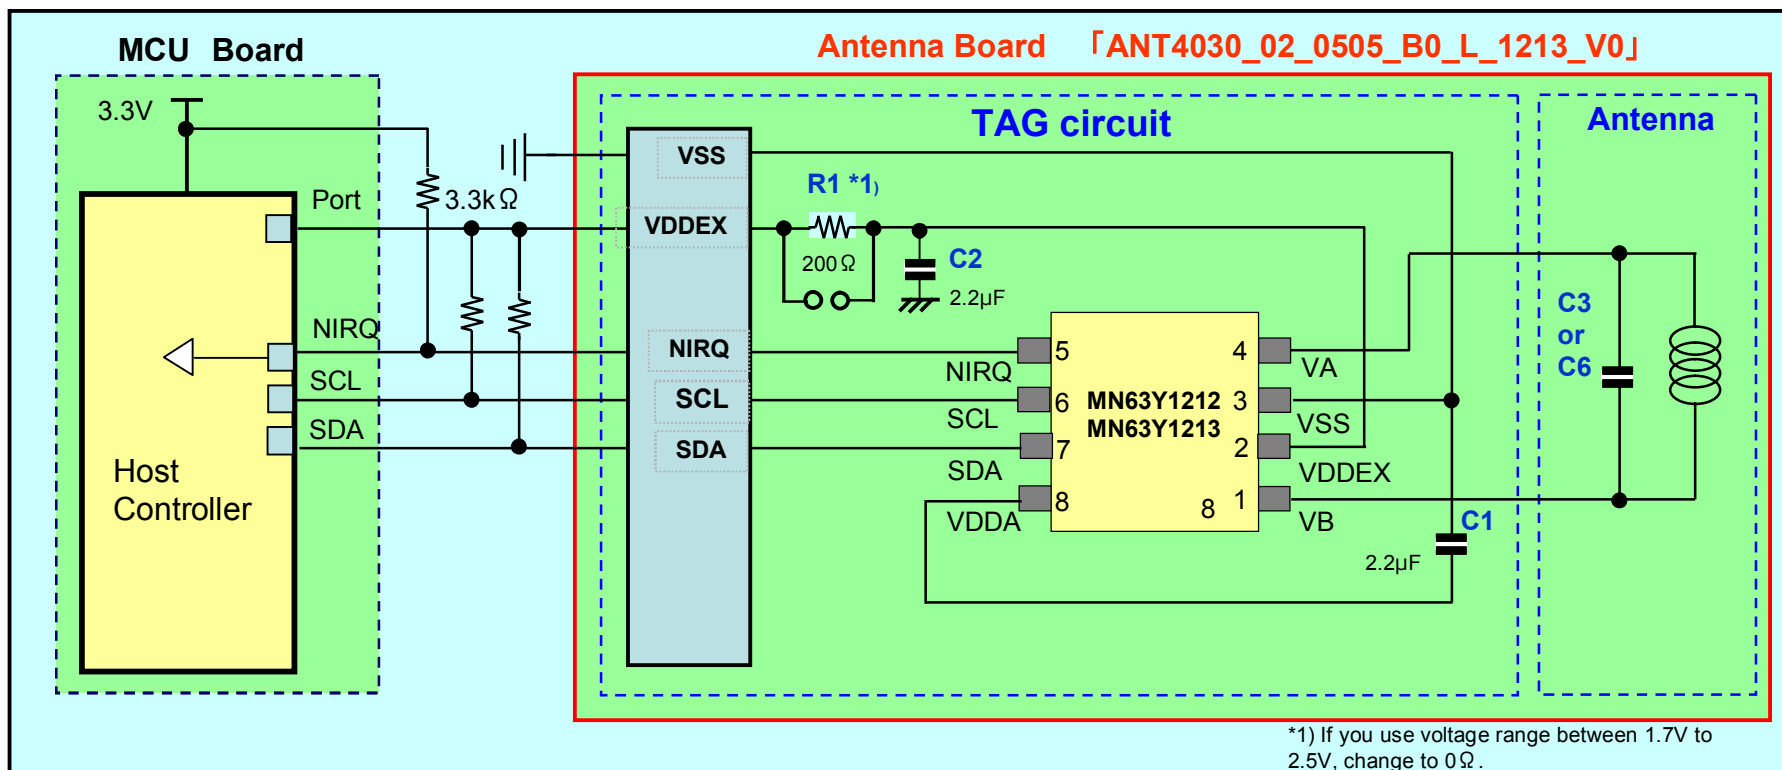 MCU Board
Antenna Board 「ANT4030_02_0505_B0_L_1213_V0」
3.3V
TAG circuit
Antenna
VSS
R1 *1)
Port
3.3kΩ
VDDEX
200Ω
C2
2.2µF
C3
or
C6
NIRQ
NIRQ
5
4
NIRQ
VA
SCL
SCL
6
MN63Y1212
3
SCL
MN63Y1213
VSS
SDA
SDA
7
2
SDA
VDDEX
Host
Controller
8
8
1
VDDA
VB
C1
2.2µF
*1) If you use voltage range between 1.7V to
2.5V, change to 0Ω.